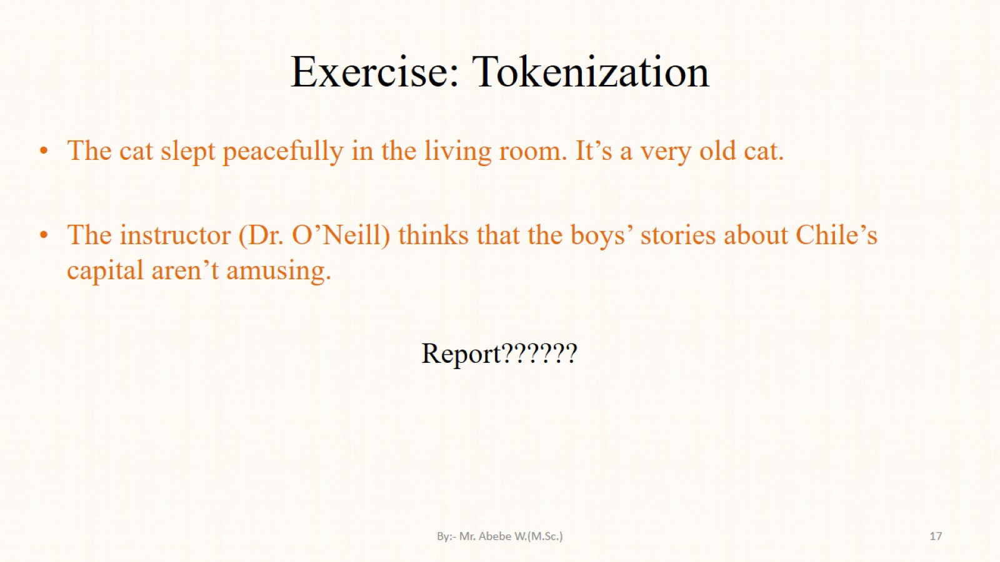 Exercise: Tokenization
• The cat slept peacefully in the living room. It’s a very old cat.
• The instructor (Dr. O’Neill) thinks that the boys’ stories about Chile’s
capital aren’t amusing.
Report??????
By:- Mr. Abebe W.(M.Sc.)
17